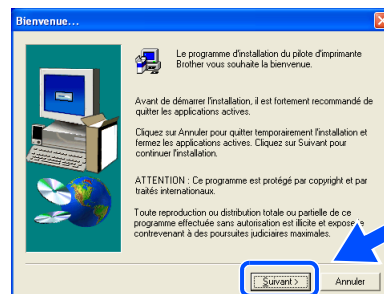 Bienvenue...
Le programme d'installation du pilote d'imprimante
Brother vous souhaite la bienvenue.
Avant de démarrer l'installation, il est fortement recommandé de
quitter les applications actives.
Cliquez sur Annuler pour quitter temporairement l'installation et
fermez les applications actives. Cliquez sur Suivant pour
continuer l'installation.
ATTENTION : Ce programme est protégé par copyright et par
traités internationaux.
Toute reproduction ou distribution totale ou partielle de ce
programme effectuée sans autorisation est illicite et expose
contrevenant à des poursuites judiciaires maximales.
Suivant >
Annuler